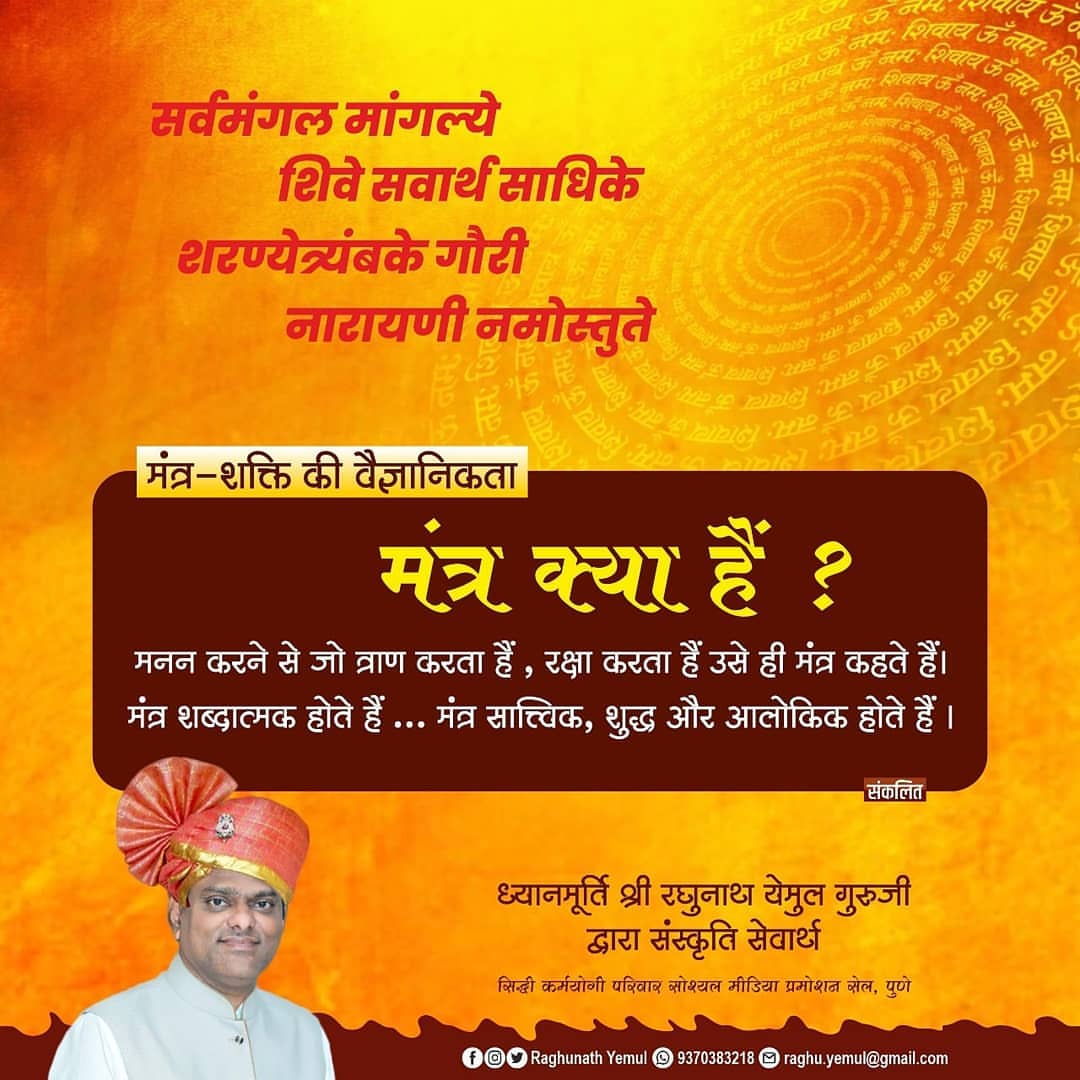 सर्वमंगल मांगल्ये
शिवे सवार्थ साधिके
शरण्येत्र्यंबके गौरी
नारायणी नमोस्तुते
मंत्र-शक्ति की वैज्ञानिकता
मंत्र क्या हैं ?
मनन करने से जो त्राण करता हैं , रक्षा करता हैं उसे ही मंत्र कहते हैं।
मंत्र शब्दात्मक होते हैं ... मंत्र सात्त्विक, शुद्ध और आलोकिक होते हैं ।
संकलित
ध्यानमूर्ति श्री रघुनाथ येमुल गुरुजी
द्वारा संस्कृति सेवार्थ
सिद्धी कर्मयोगी परिवार सोश्यल मीडिया प्रमोशन सेल, पुणे
Raghunath Yemul 9370383218 raghu.yemul@gmail.com